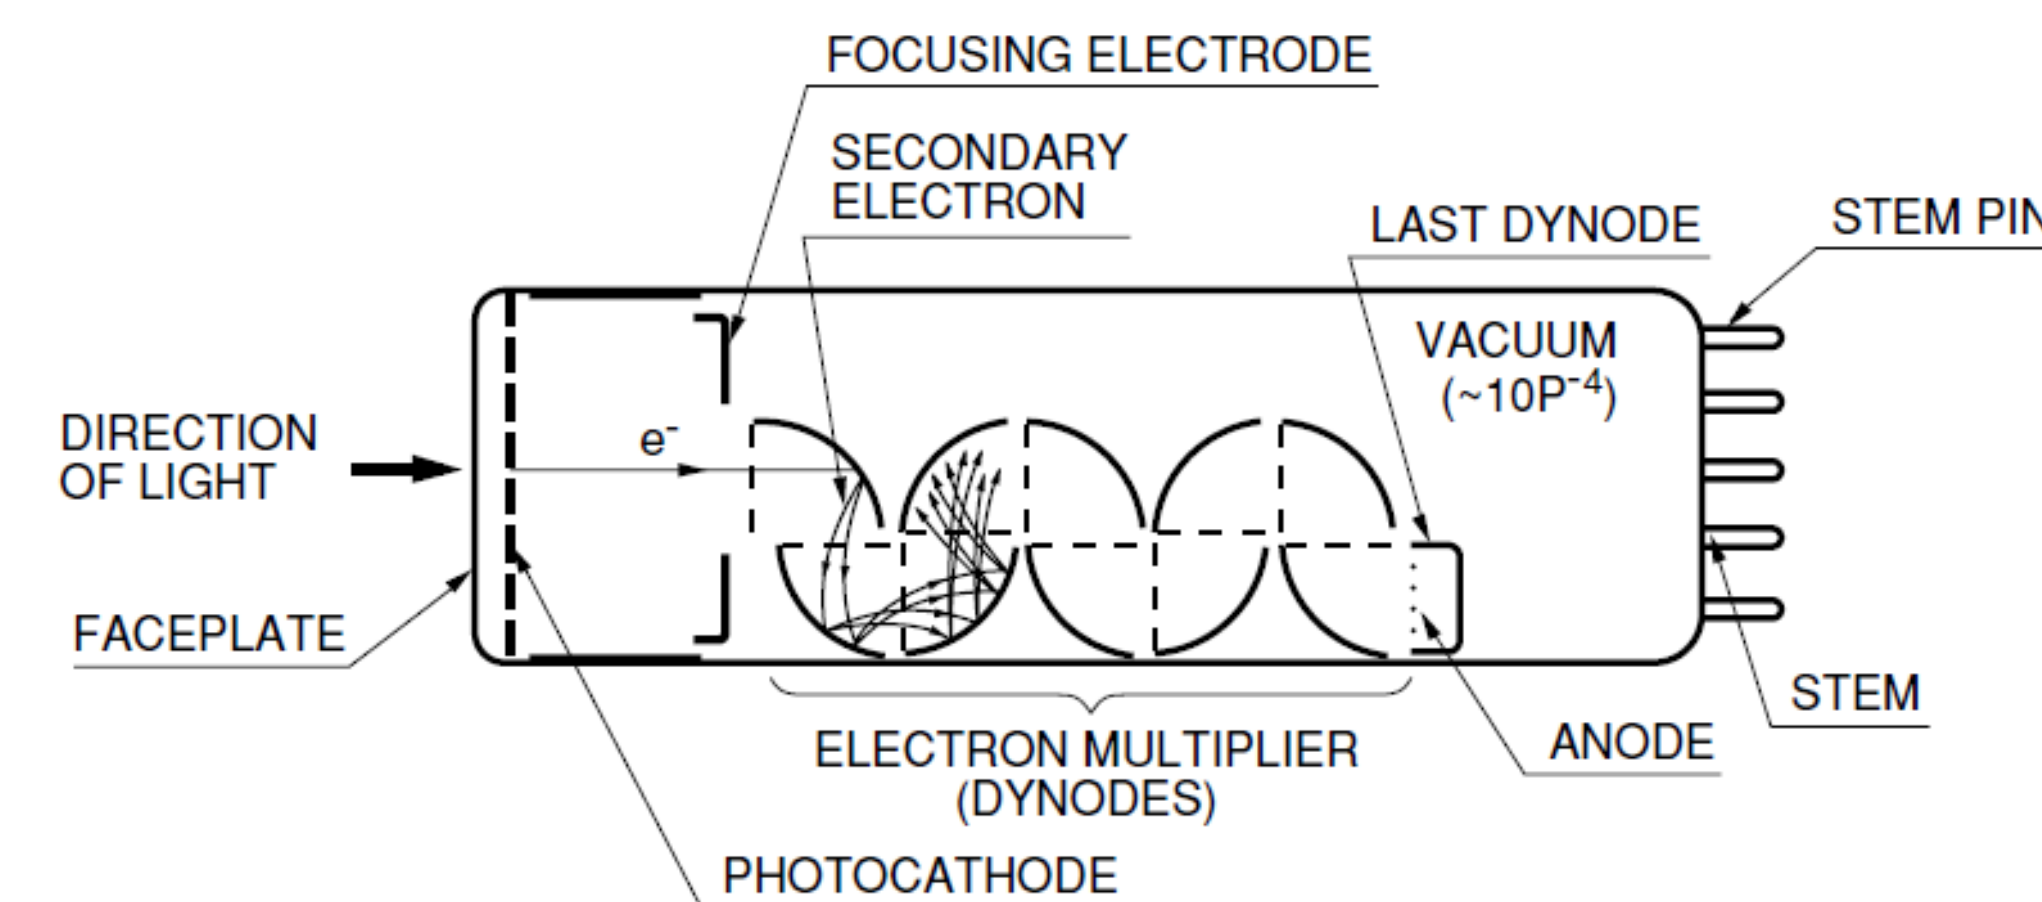 FOCUSING ELECTRODE
SECONDARY
ELECTRON
LAST DYNODE
STEM PIN
VACUUM
(~10P⁻⁴)
DIRECTION
OF LIGHT
e⁻
FACEPLATE
STEM
ELECTRON MULTIPLIER
(DYNODES)
ANODE
PHOTOCATHODE